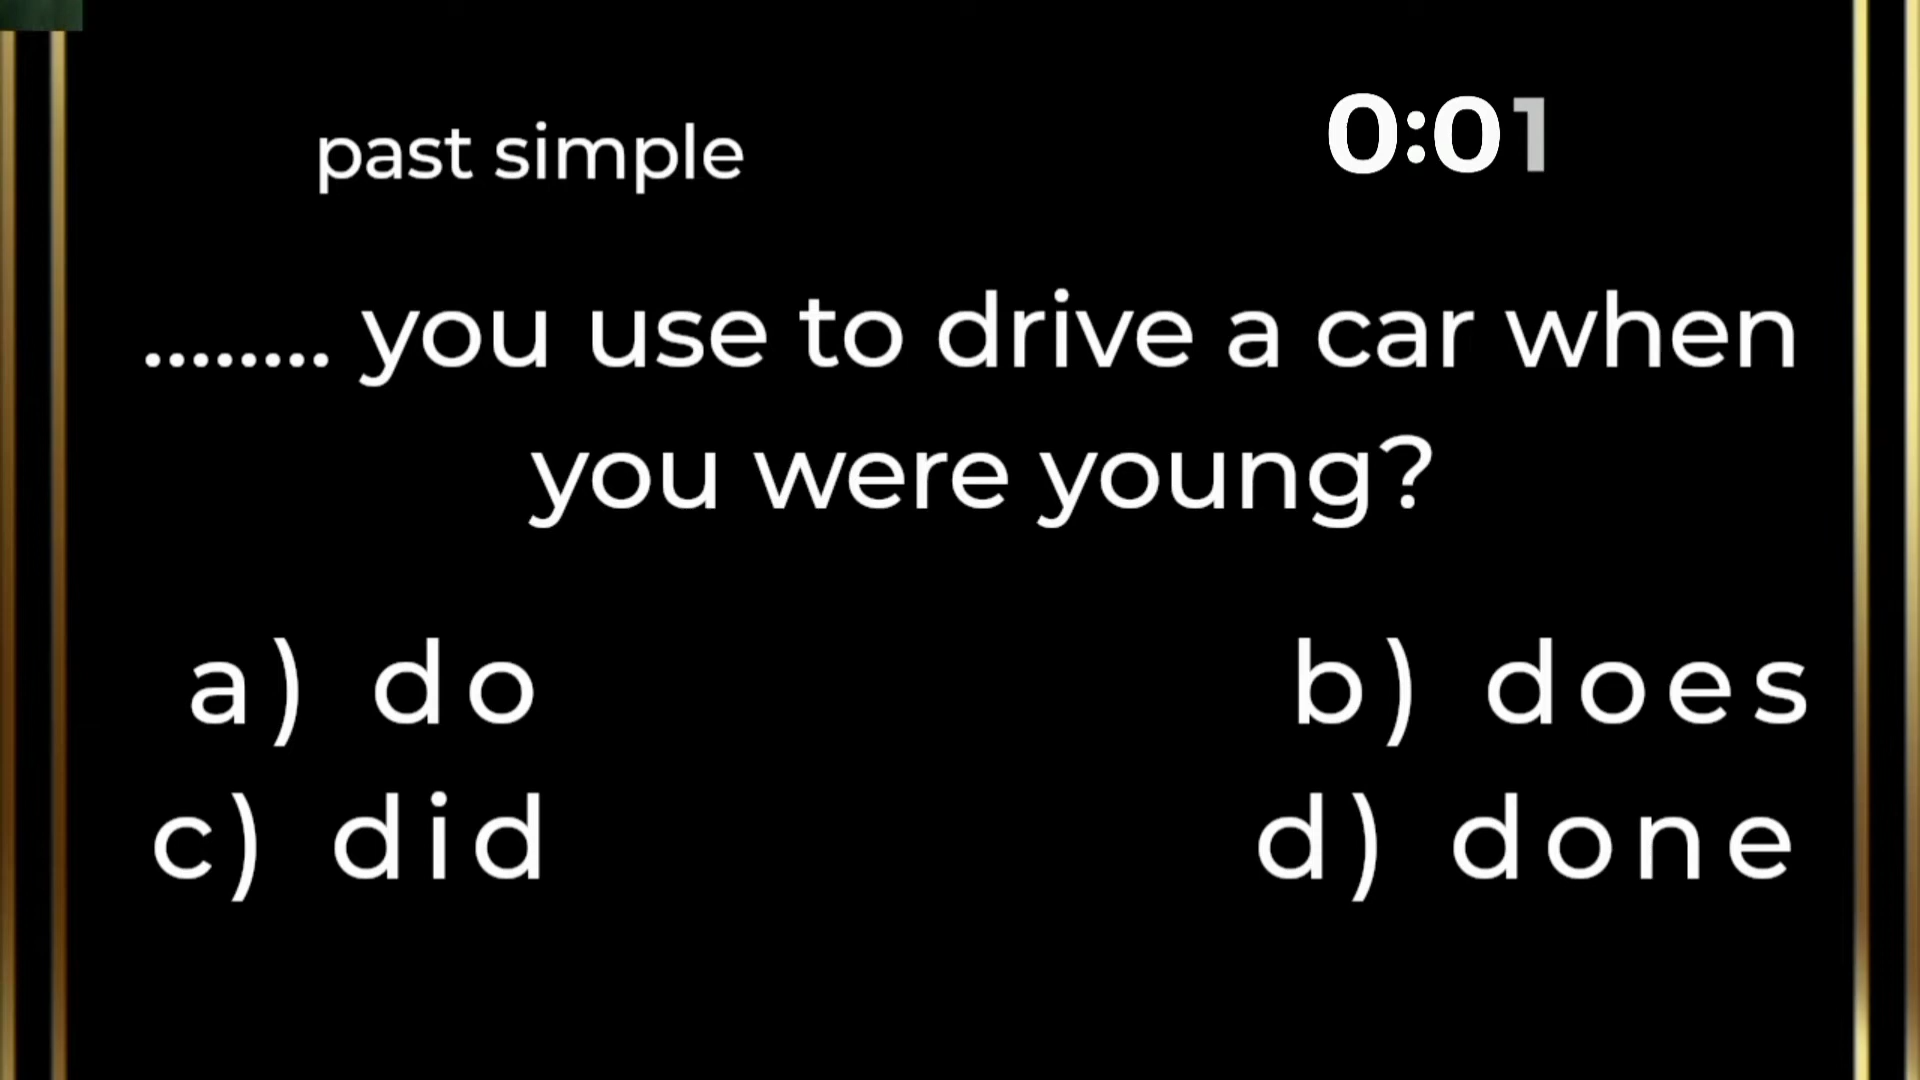 past simple
0:01
........ you use to drive a car when
you were young?
a) do
b) does
c) did
d) done